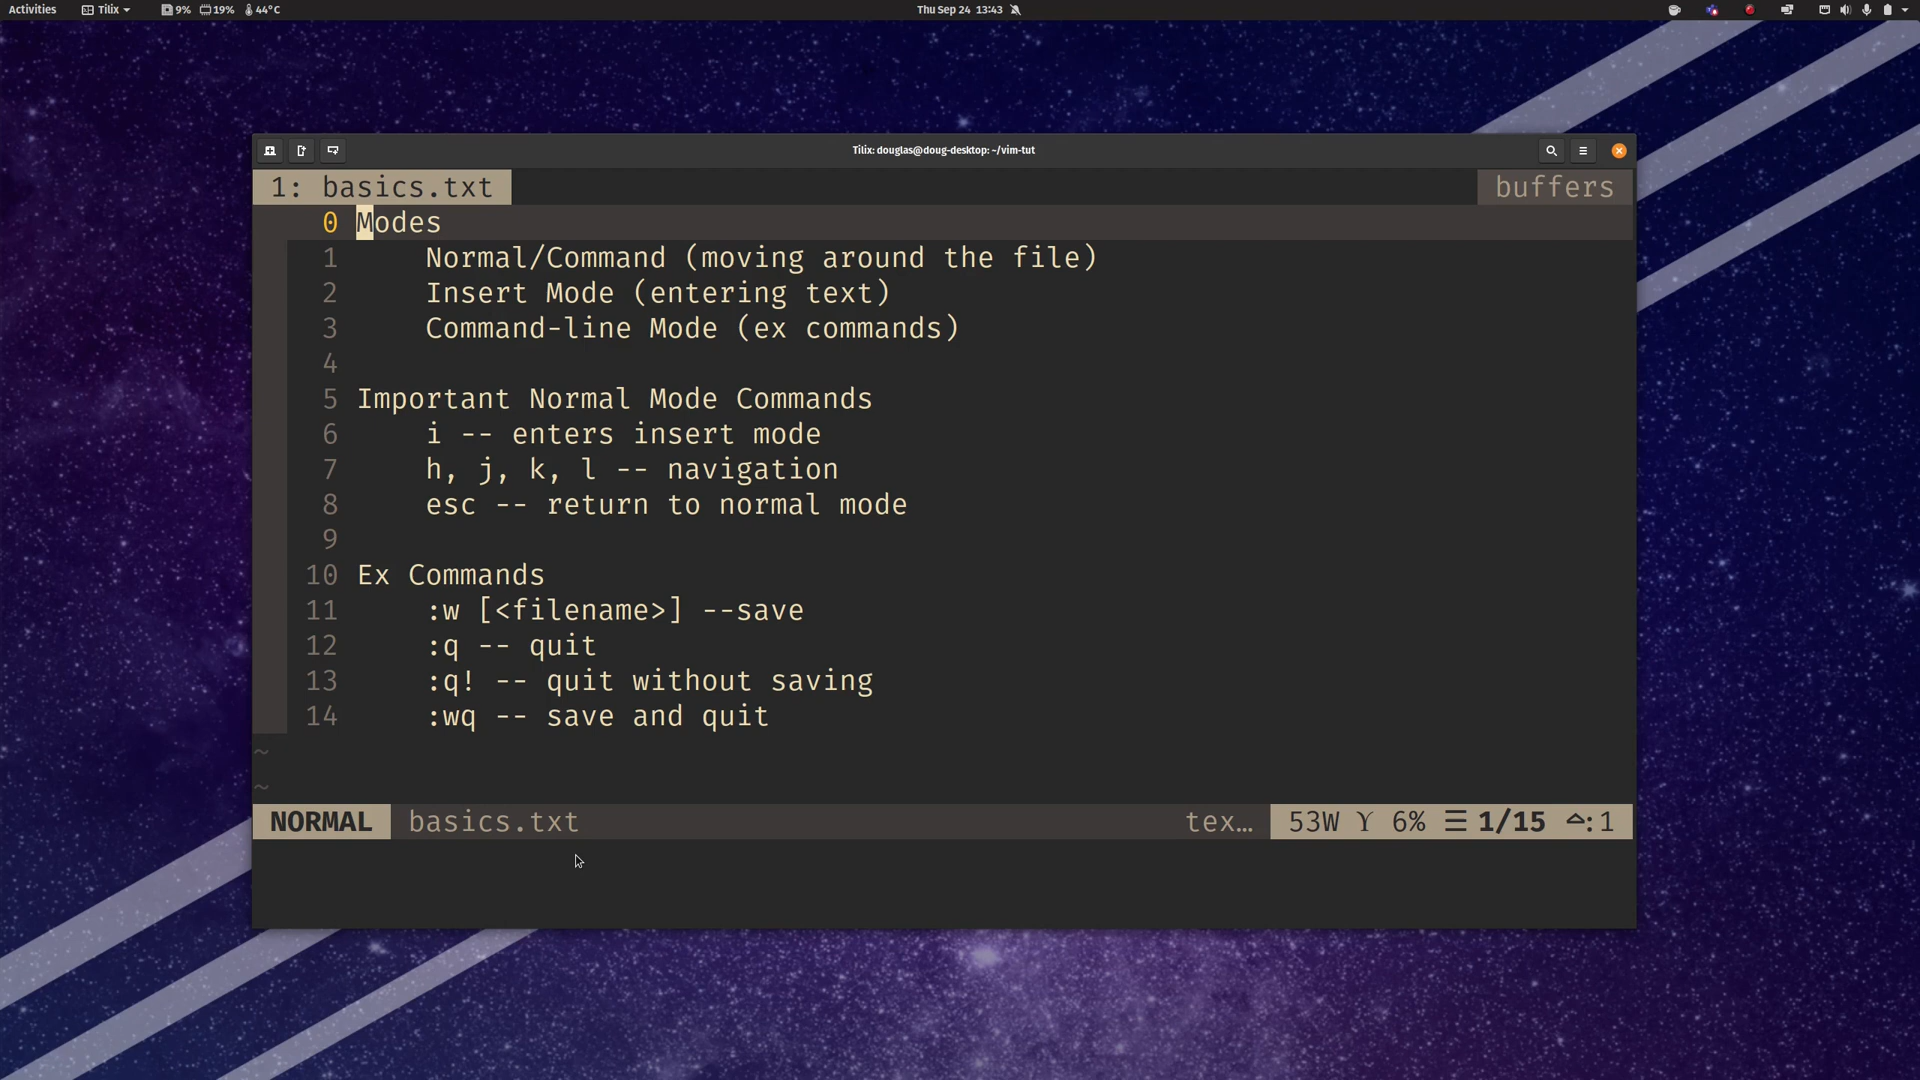 Activities Tilix 9% 19% 44°C Thu Sep 24 13:43
Tilix: douglas@doug-desktop: ~/vim-tut
1: basics.txt buffers
0 Modes
1 Normal/Command (moving around the file)
2 Insert Mode (entering text)
3 Command-line Mode (ex commands)
4
5 Important Normal Mode Commands
6 i -- enters insert mode
7 h, j, k, l -- navigation
8 esc -- return to normal mode
9
10 Ex Commands
11 :w [<filename>] --save
12 :q -- quit
13 :q! -- quit without saving
14 :wq -- save and quit
~
~
NORMAL basics.txt tex… 53W 6% ☰ 1/15 :1